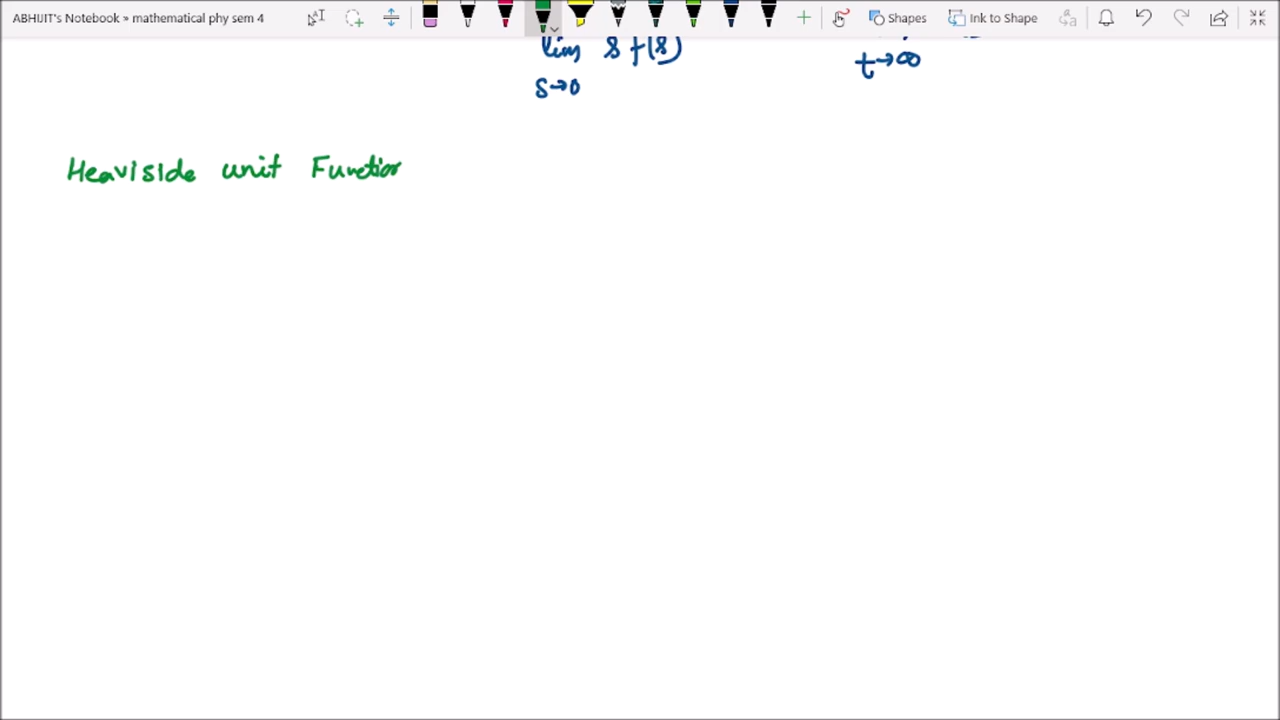 ABHIJIT's Notebook » mathematical phy sem 4
Shapes
Ink to Shape
lim s f(s)
s→0
t→∞
Heaviside unit Function